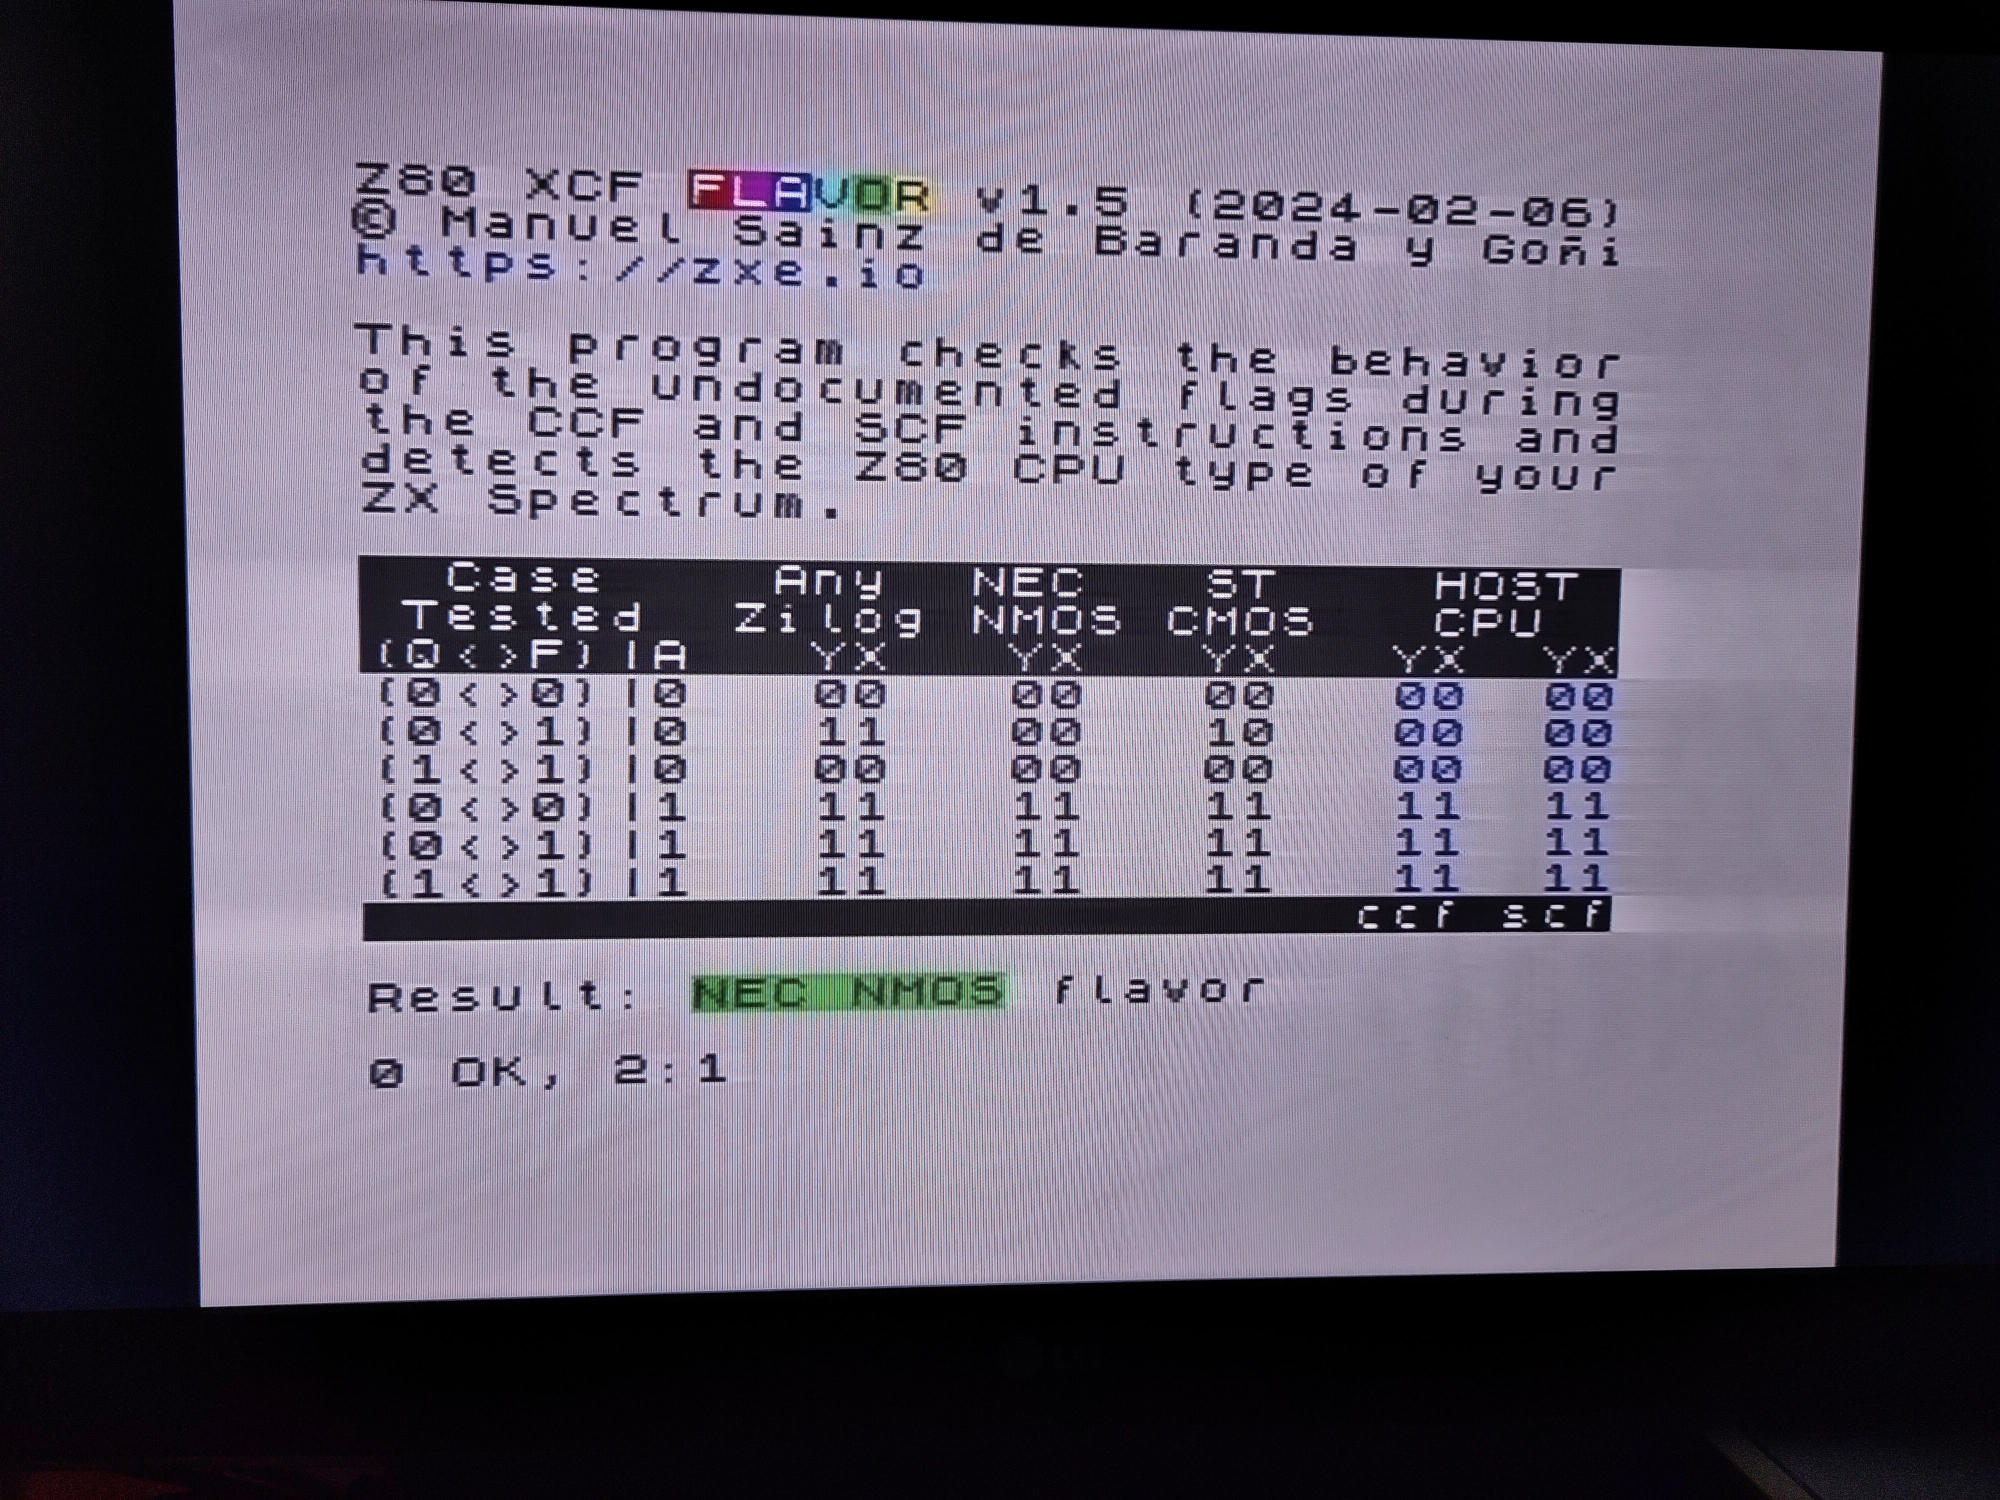 Z80 XCF FLAVOR v1.5 (2024-02-06)
© Manuel Sainz de Baranda y Goñi
https://zxe.io
This program checks the behavior
of the undocumented flags during
the CCF and SCF instructions and
detects the Z80 CPU type of your
ZX Spectrum.
Case Any NEC ST HOST
Tested Zilog NMOS CMOS CPU
(Q<>F)|A YX YX YX YX YX
(0<>0)|0 00 00 00 00 00
(0<>1)|0 11 00 10 00 00
(1<>1)|0 00 00 00 00 00
(0<>0)|1 11 11 11 11 11
(0<>1)|1 11 11 11 11 11
(1<>1)|1 11 11 11 11 11
ccf scf
Result: NEC NMOS flavor
0 OK, 2:1